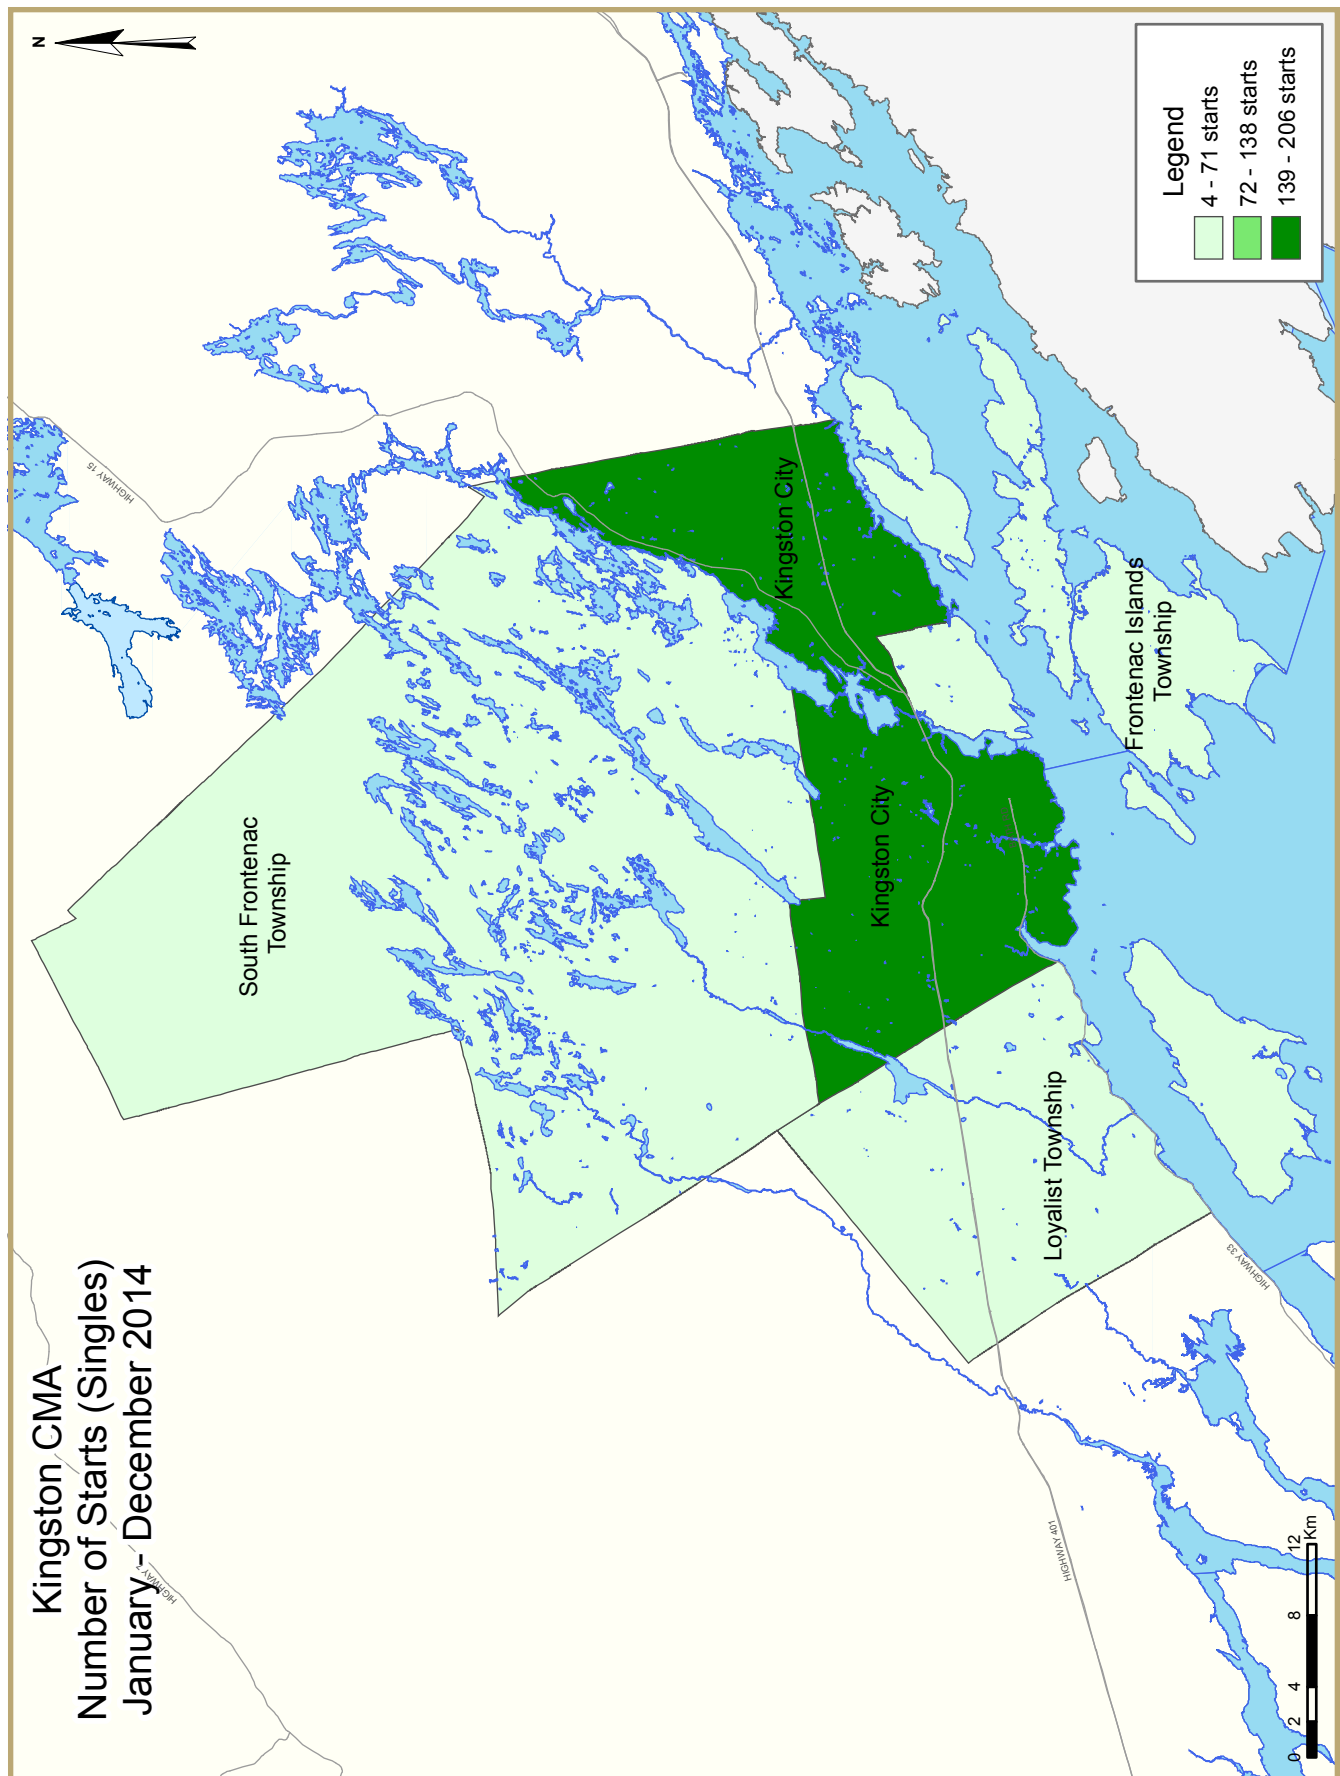 Kingston CMA
Number of Starts (Singles)
January - December 2014
N
HIGHWAY 7
HIGHWAY 15
South Frontenac
Township
Kingston City
Kingston City
Loyalist Township
Frontenac Islands
Township
HIGHWAY 401
HIGHWAY 33
Legend
4 - 71 starts
72 - 138 starts
139 - 206 starts
0 2 4 8 12
Km